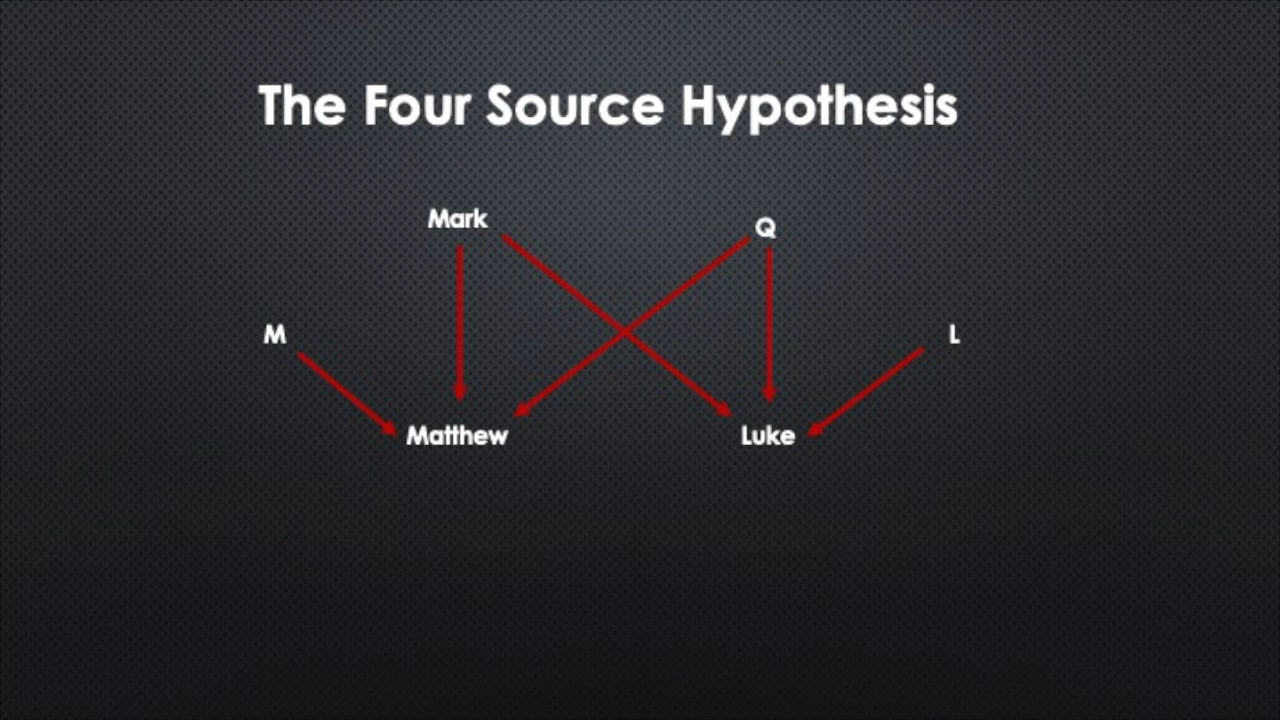 The Four Source Hypothesis
Mark
Q
M
L
Matthew
Luke